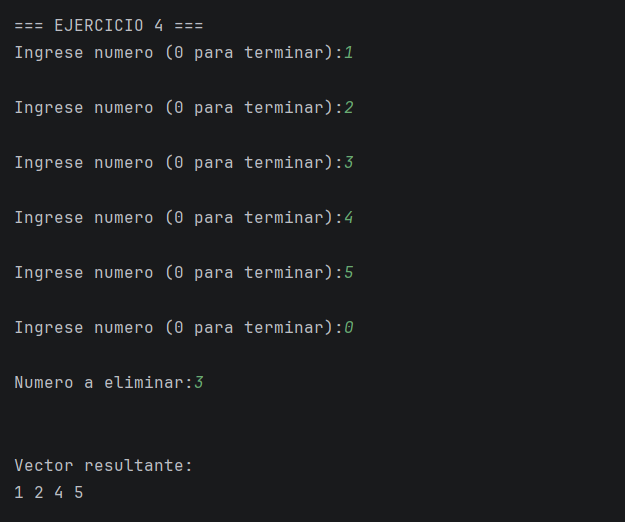 === EJERCICIO 4 ===
Ingrese numero (0 para terminar):1
Ingrese numero (0 para terminar):2
Ingrese numero (0 para terminar):3
Ingrese numero (0 para terminar):4
Ingrese numero (0 para terminar):5
Ingrese numero (0 para terminar):0
Numero a eliminar:3
Vector resultante:
1 2 4 5